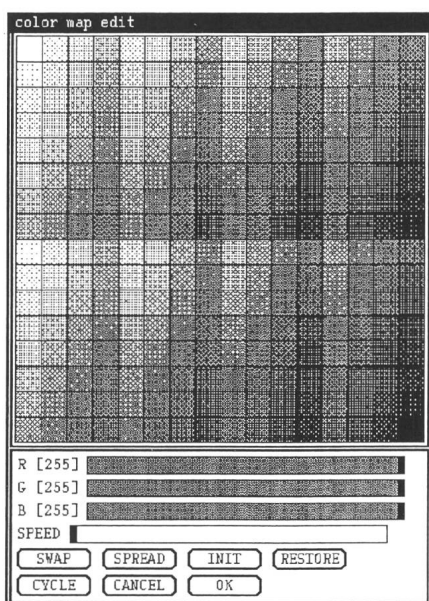 color map edit
R [255]
G [255]
B [255]
SPEED
SWAP SPREAD INIT RESTORE
CYCLE CANCEL OK